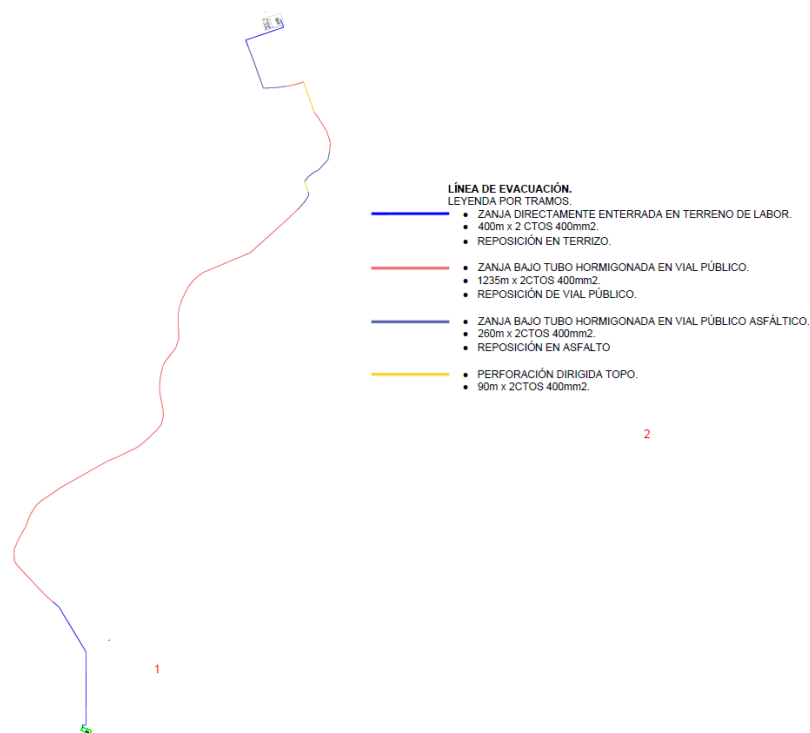 LÍNEA DE EVACUACIÓN.
LEYENDA POR TRAMOS.
• ZANJA DIRECTAMENTE ENTERRADA EN TERRENO DE LABOR.
• 400m x 2 CTOS 400mm2.
• REPOSICIÓN EN TERRIZO.
• ZANJA BAJO TUBO HORMIGONADA EN VIAL PÚBLICO.
• 1235m x 2CTOS 400mm2.
• REPOSICIÓN DE VIAL PÚBLICO.
• ZANJA BAJO TUBO HORMIGONADA EN VIAL PÚBLICO ASFÁLTICO.
• 260m x 2CTOS 400mm2.
• REPOSICIÓN EN ASFALTO
• PERFORACIÓN DIRIGIDA TOPO.
• 90m x 2CTOS 400mm2.
2
1